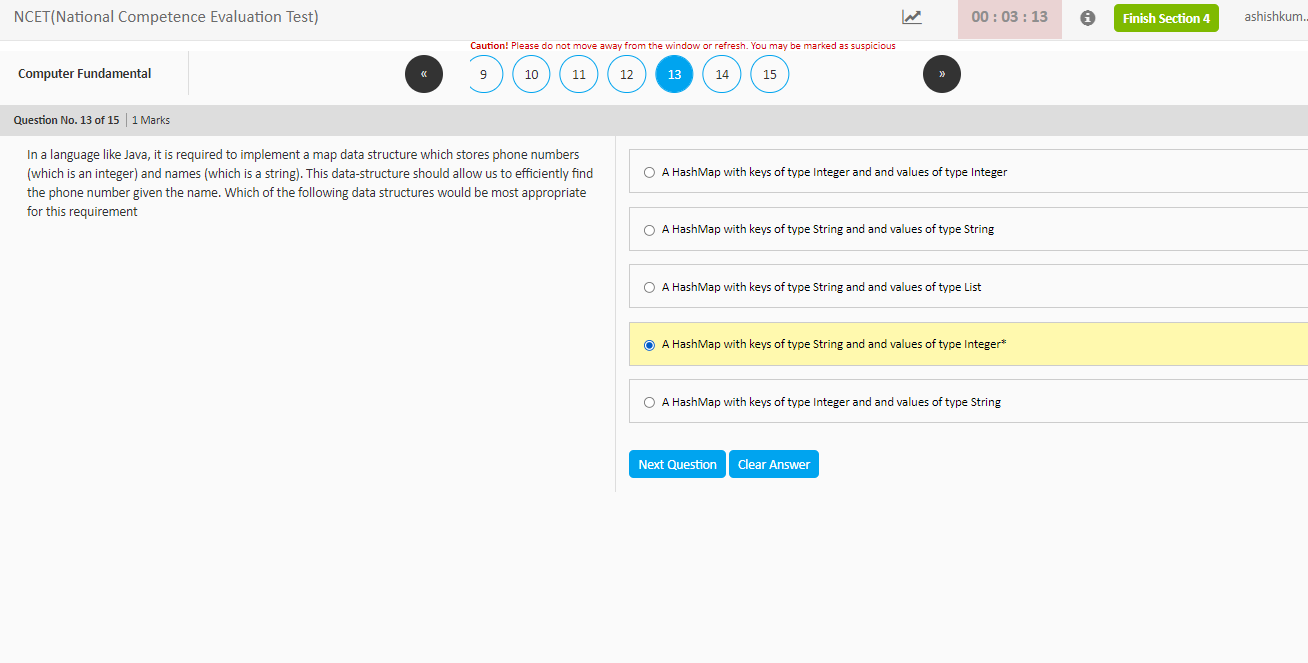 NCET(National Competence Evaluation Test)
00 : 03 : 13
Finish Section 4
ashishkum..
Caution! Please do not move away from the window or refresh. You may be marked as suspicious
Computer Fundamental
« 9 10 11 12 13 14 15 »
Question No. 13 of 15 | 1 Marks
In a language like Java, it is required to implement a map data structure which stores phone numbers
(which is an integer) and names (which is a string). This data-structure should allow us to efficiently find
the phone number given the name. Which of the following data structures would be most appropriate
for this requirement
A HashMap with keys of type Integer and and values of type Integer
A HashMap with keys of type String and and values of type String
A HashMap with keys of type String and and values of type List
A HashMap with keys of type String and and values of type Integer*
A HashMap with keys of type Integer and and values of type String
Next Question Clear Answer